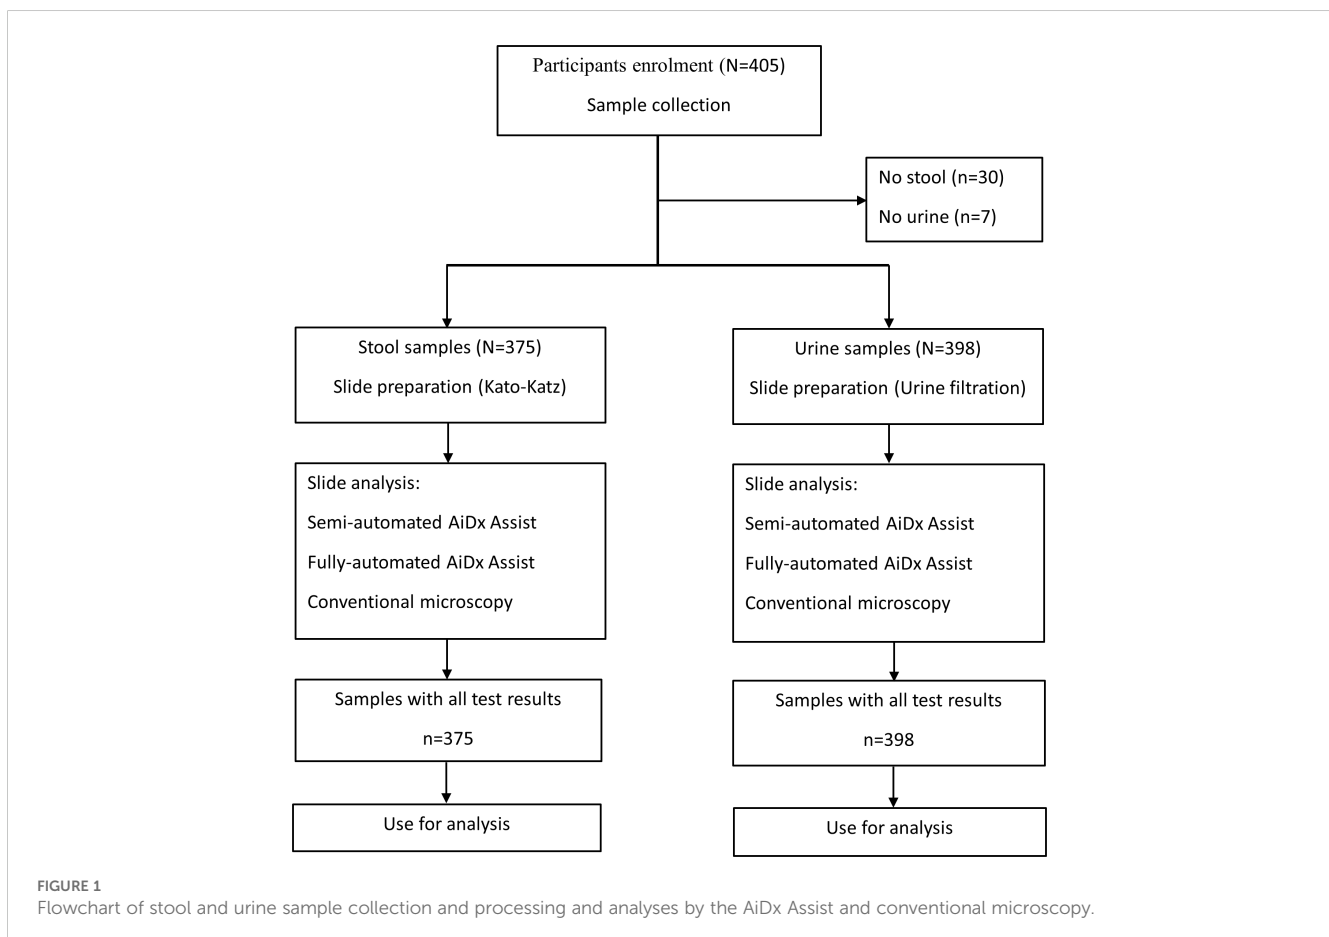 Participants enrolment (N=405)
Sample collection
No stool (n=30)
No urine (n=7)
Stool samples (N=375)
Slide preparation (Kato-Katz)
Urine samples (N=398)
Slide preparation (Urine filtration)
Slide analysis:
Semi-automated AiDx Assist
Fully-automated AiDx Assist
Conventional microscopy
Slide analysis:
Semi-automated AiDx Assist
Fully-automated AiDx Assist
Conventional microscopy
Samples with all test results
n=375
Samples with all test results
n=398
Use for analysis
Use for analysis
FIGURE 1
Flowchart of stool and urine sample collection and processing and analyses by the AiDx Assist and conventional microscopy.